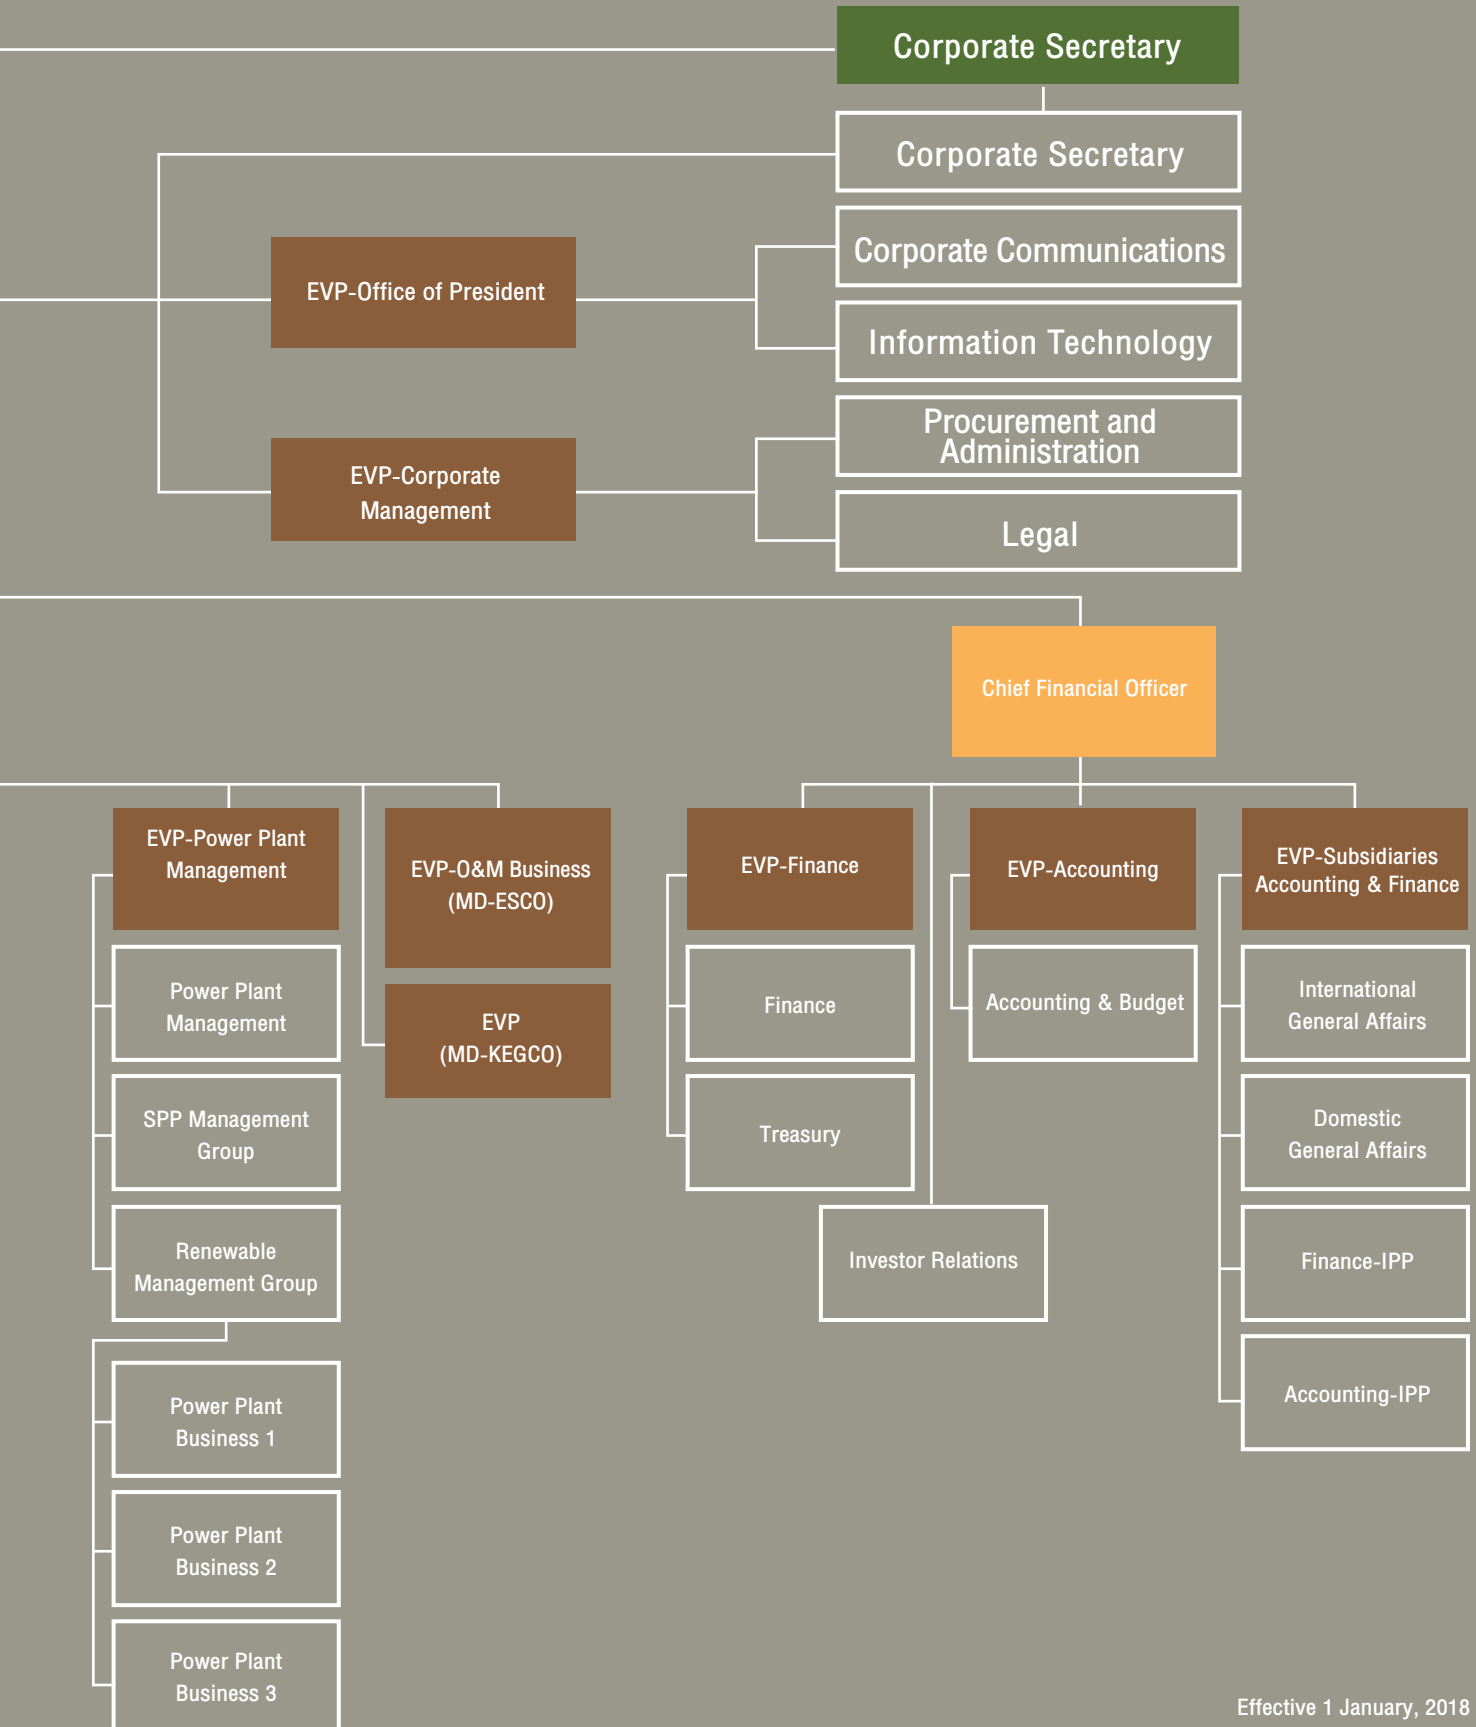 Corporate Secretary
Corporate Secretary
Corporate Communications
EVP-Office of President
Information Technology
Procurement and
Administration
EVP-Corporate
Management
Legal
Chief Financial Officer
EVP-Power Plant
Management
EVP-O&M Business
(MD-ESCO)
EVP-Finance
EVP-Accounting
EVP-Subsidiaries
Accounting & Finance
Power Plant
Management
EVP
(MD-KEGCO)
Finance
Accounting & Budget
International
General Affairs
SPP Management
Group
Treasury
Domestic
General Affairs
Renewable
Management Group
Investor Relations
Finance-IPP
Power Plant
Business 1
Accounting-IPP
Power Plant
Business 2
Power Plant
Business 3
Effective 1 January, 2018